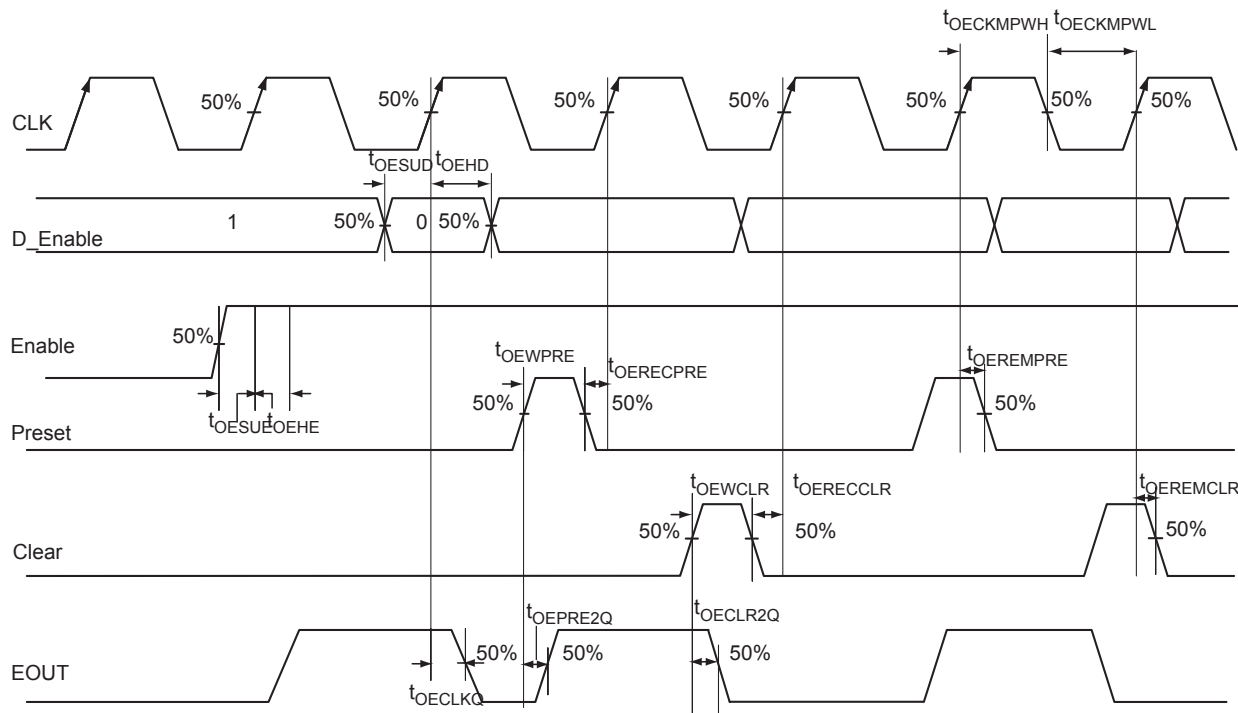 tOECKMPWH tOECKMPWL
CLK 50% 50% 50% 50% 50% 50% 50%
tOESUD tOEHD
D_Enable 1 50% 0 50%
Enable 50%
tOESUE tOEHE
tOEWPRE tOERECPRE tOEREMPRE
Preset 50% 50% 50%
tOEWCLR tOERECCLR tOEREMCLR
Clear 50% 50% 50%
tOEPRE2Q tOECLR2Q
EOUT 50% 50% 50%
tOECLKQ